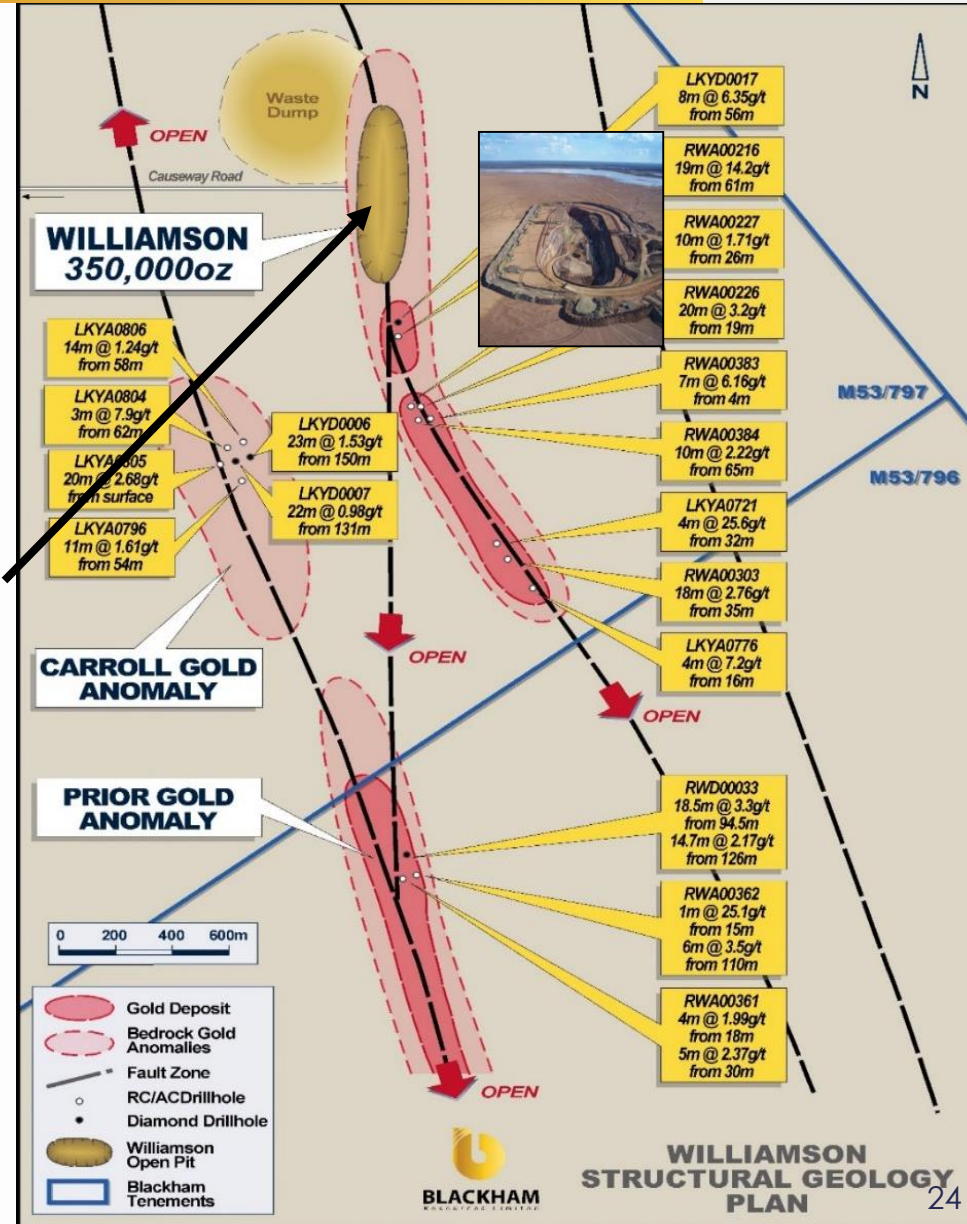 Waste
Dump
OPEN
Causeway Road
N
WILLIAMSON
350,000oz
LKYD0017
8m @ 6.35g/t
from 56m
RWA00216
19m @ 14.2g/t
from 61m
RWA00227
10m @ 1.71g/t
from 26m
RWA00226
20m @ 3.2g/t
from 19m
RWA00383
7m @ 6.16g/t
from 4m
RWA00384
10m @ 2.22g/t
from 65m
LKYA0721
4m @ 25.6g/t
from 32m
RWA00303
18m @ 2.76g/t
from 35m
LKYA0776
4m @ 7.2g/t
from 16m
M53/797
M53/796
LKYA0806
14m @ 1.24g/t
from 58m
LKYA0804
3m @ 7.9g/t
from 62m
LKYA0805
20m @ 2.68g/t
from surface
LKYA0796
11m @ 1.61g/t
from 54m
LKYD0006
23m @ 1.53g/t
from 150m
LKYD0007
22m @ 0.98g/t
from 131m
OPEN
OPEN
CARROLL GOLD
ANOMALY
PRIOR GOLD
ANOMALY
RWD00033
18.5m @ 3.3g/t
from 94.5m
14.7m @ 2.17g/t
from 126m
RWA00362
1m @ 25.1g/t
from 15m
6m @ 3.5g/t
from 110m
RWA00361
4m @ 1.99g/t
from 18m
5m @ 2.37g/t
from 30m
OPEN
0 200 400 600m
Gold Deposit
Bedrock Gold
Anomalies
Fault Zone
RC/ACDrillhole
Diamond Drillhole
Williamson
Open Pit
Blackham
Tenements
BLACKHAM
Resources Limited
WILLIAMSON
STRUCTURAL GEOLOGY
PLAN
24